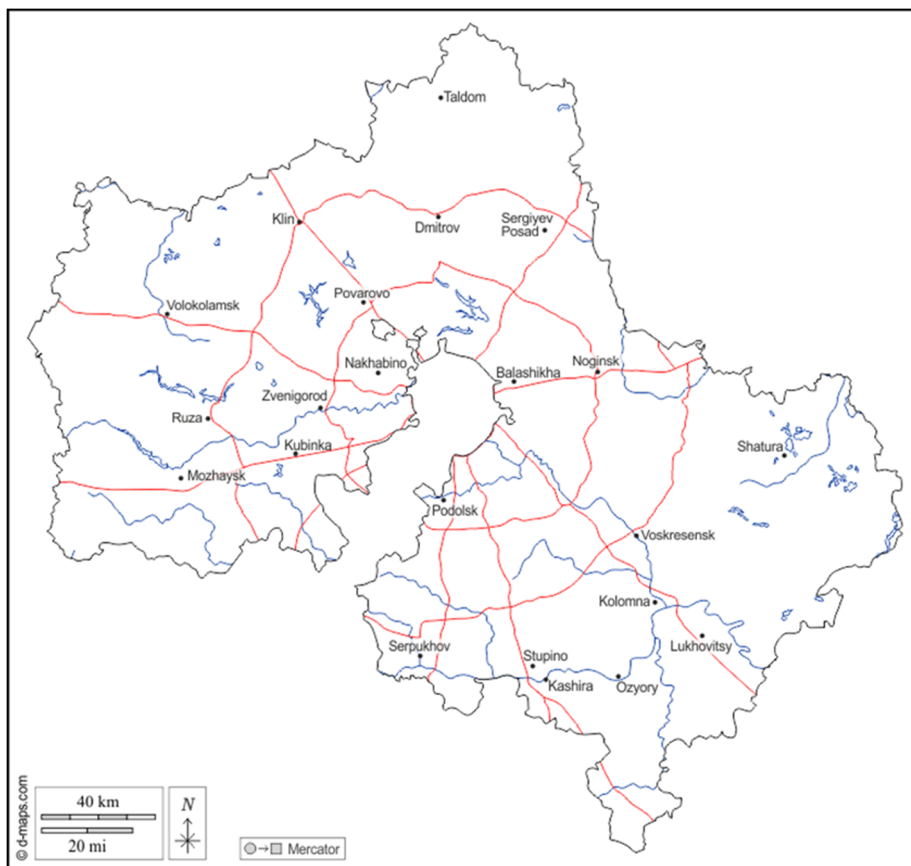 Taldom
Klin
Dmitrov
Sergiyev
Posad
Povarovo
Volokolamsk
Nakhabino
Noginsk
Balashikha
Zvenigorod
Ruza
Kubinka
Shatura
Mozhaysk
Podolsk
Voskresensk
Kolomna
Lukhovitsy
Serpukhov
Stupino
Kashira
Ozyory
40 km
20 mi
N
Mercator
© d-maps.com